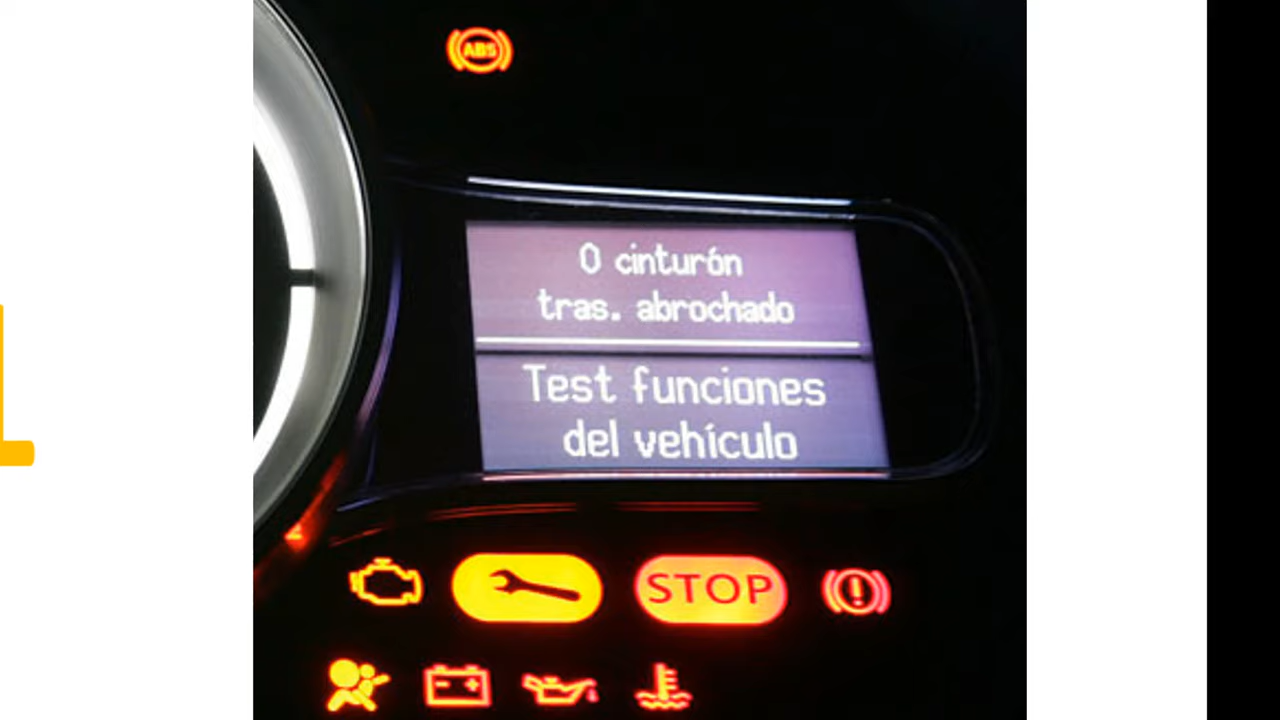 ABS
0 cinturón
tras. abrochado
Test funciones
del vehículo
STOP